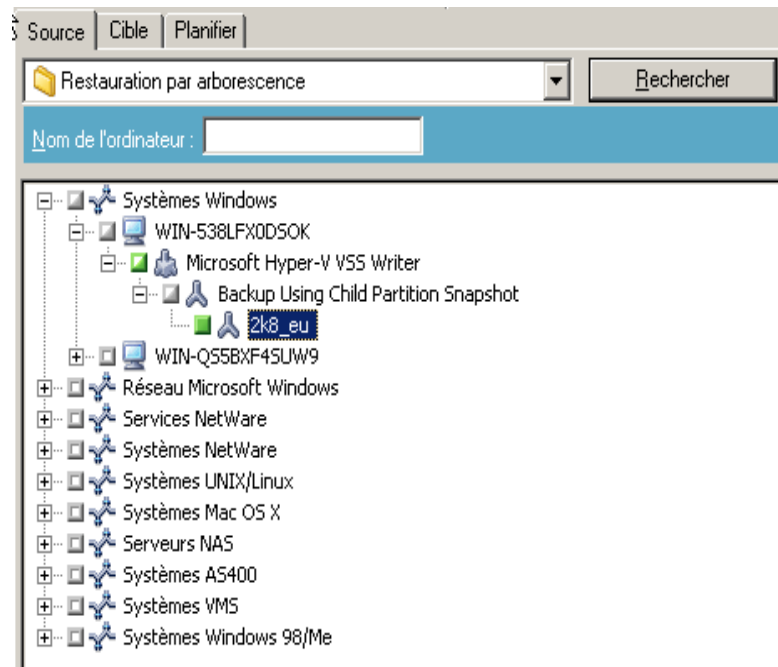 Source Cible Planifier
Restauration par arborescence Rechercher
Nom de l'ordinateur :
Systèmes Windows
WIN-538LFX0DSOK
Microsoft Hyper-V VSS Writer
Backup Using Child Partition Snapshot
2k8_eu
WIN-QS5BXF4SUW9
Réseau Microsoft Windows
Services NetWare
Systèmes NetWare
Systèmes UNIX/Linux
Systèmes Mac OS X
Serveurs NAS
Systèmes AS400
Systèmes VMS
Systèmes Windows 98/Me